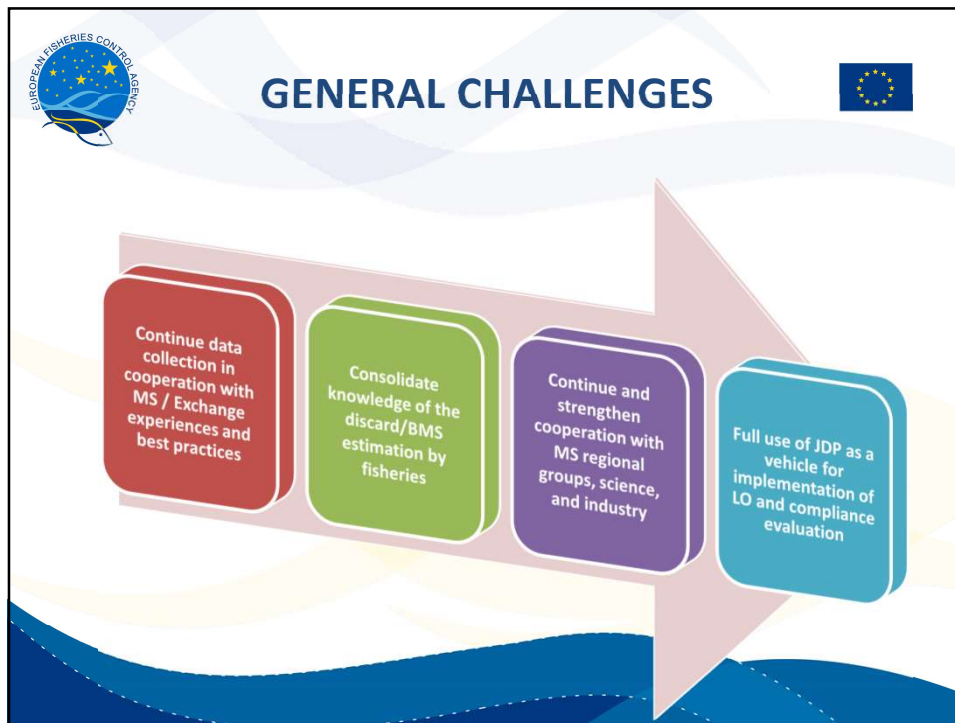 EUROPEAN FISHERIES CONTROL AGENCY
GENERAL CHALLENGES
Continue data
collection in
cooperation with
MS / Exchange
experiences and
best practices
Consolidate
knowledge of the
discard/BMS
estimation by
fisheries
Continue and
strengthen
cooperation with
MS regional
groups, science,
and industry
Full use of JDP as a
vehicle for
implementation of
LO and compliance
evaluation